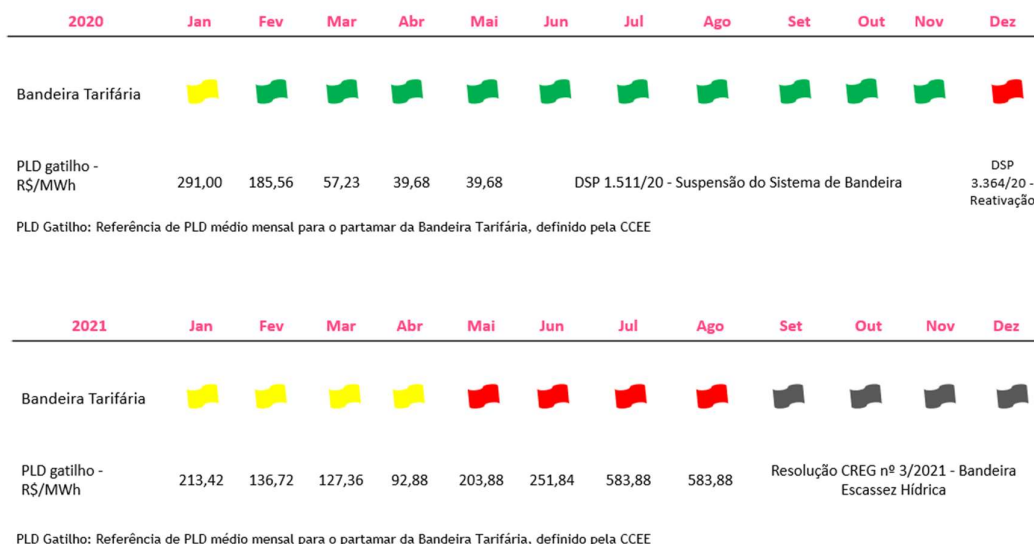 2020 Jan Fev Mar Abr Mai Jun Jul Ago Set Out Nov Dez
Bandeira Tarifária
PLD gatilho -
R$/MWh 291,00 185,56 57,23 39,68 39,68 DSP 1.511/20 - Suspensão do Sistema de Bandeira
DSP
3.364/20 -
Reativação
PLD Gatilho: Referência de PLD médio mensal para o partamar da Bandeira Tarifária, definido pela CCEE
2021 Jan Fev Mar Abr Mai Jun Jul Ago Set Out Nov Dez
Bandeira Tarifária
PLD gatilho -
R$/MWh 213,42 136,72 127,36 92,88 203,88 251,84 583,88 583,88
Resolução CREG nº 3/2021 - Bandeira
Escassez Hídrica
PLD Gatilho: Referência de PLD médio mensal para o partamar da Bandeira Tarifária, definido pela CCEE